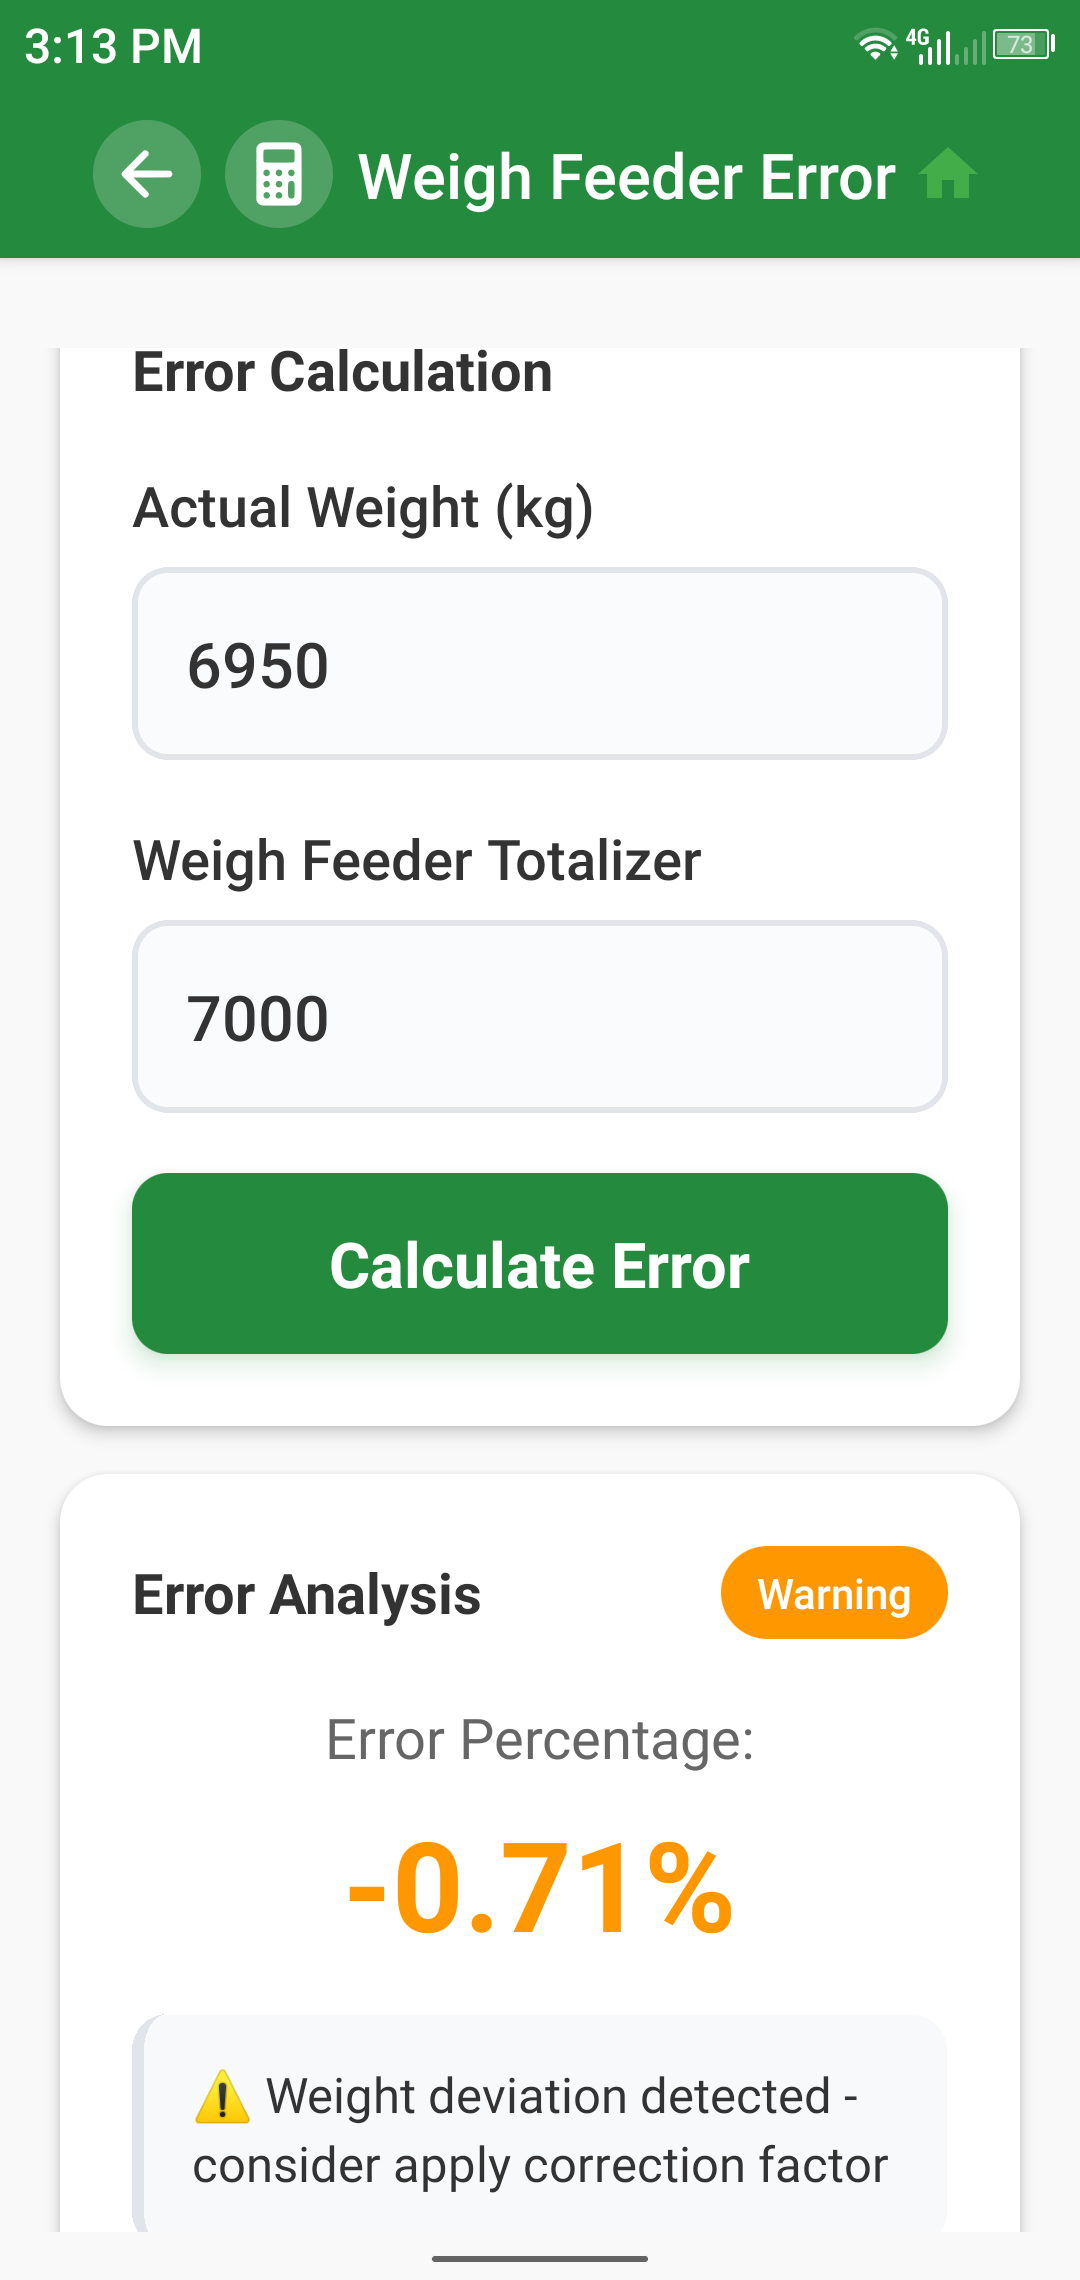 3:13 PM
4G
73
Weigh Feeder Error
Error Calculation
Actual Weight (kg)
6950
Weigh Feeder Totalizer
7000
Calculate Error
Error Analysis
Warning
Error Percentage:
-0.71%
⚠️ Weight deviation detected -
consider apply correction factor